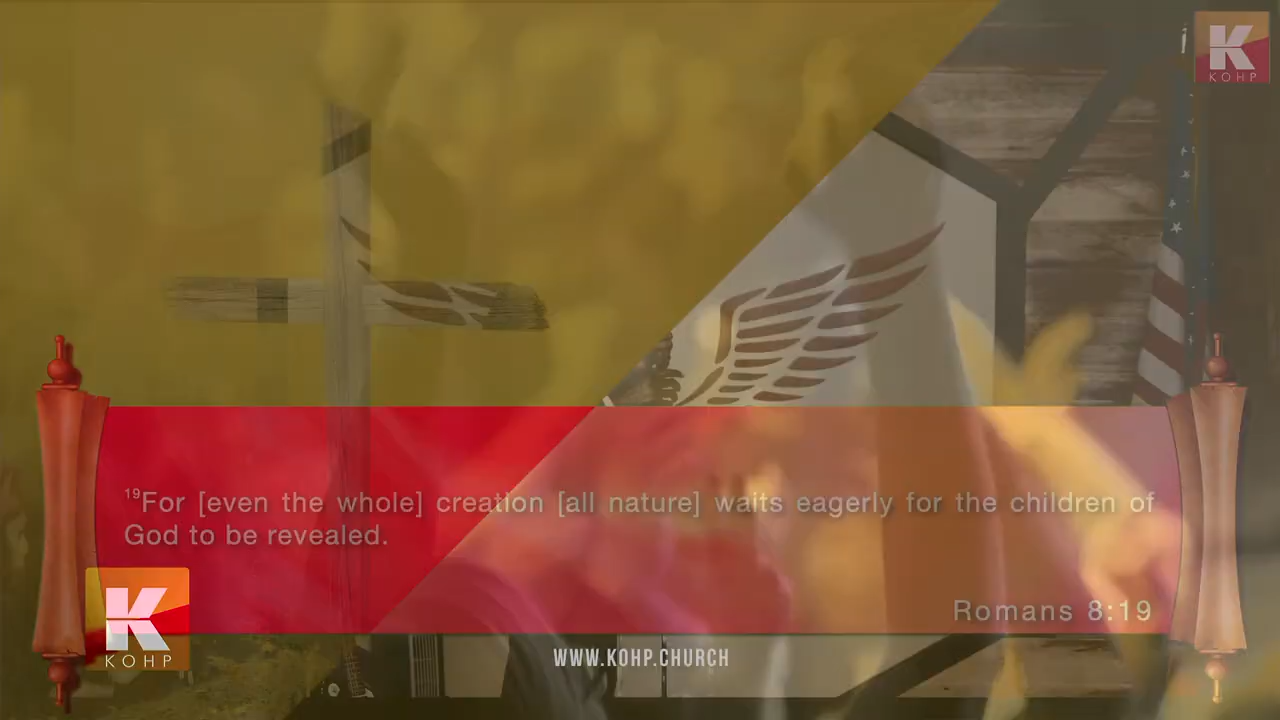 K
KOHP
¹⁹For [even the whole] creation [all nature] waits eagerly for the children of
God to be revealed.
Romans 8:19
K
KOHP
WWW.KOHP.CHURCH